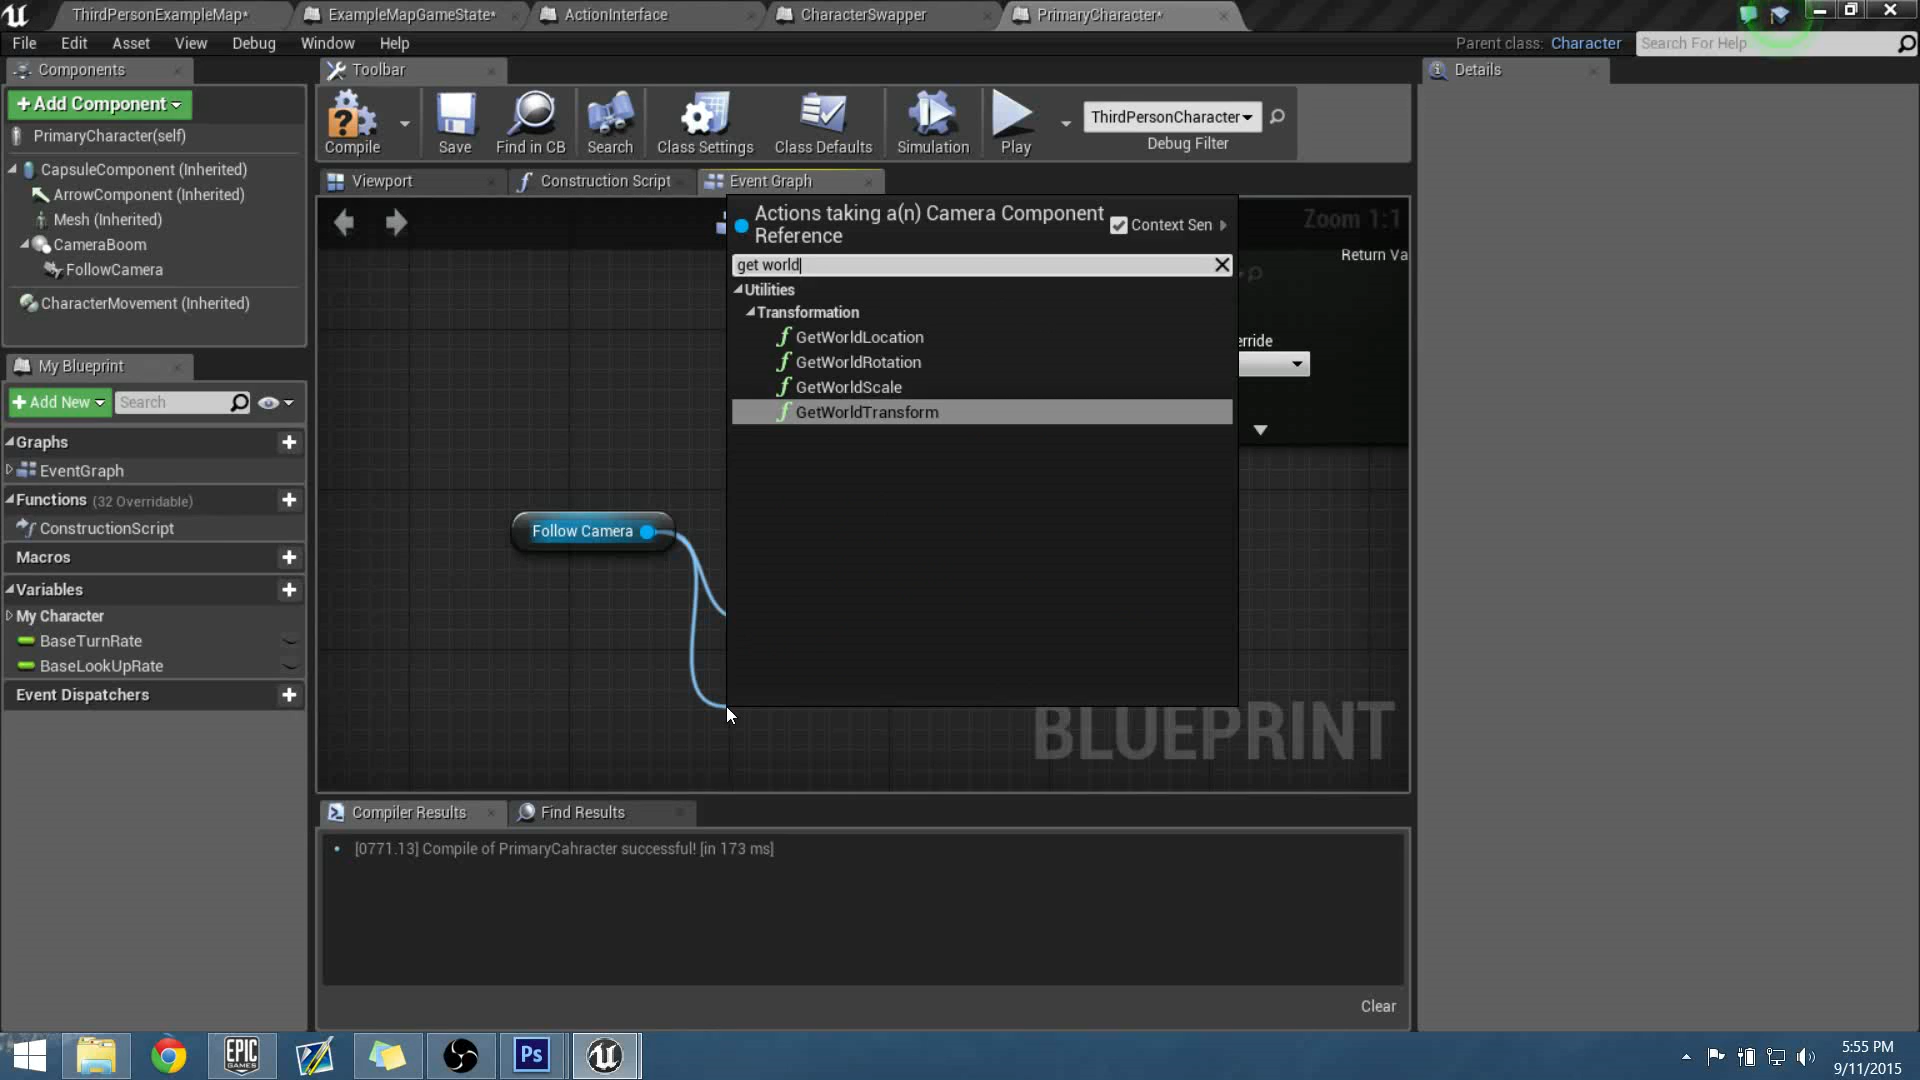 ThirdPersonExampleMap*
ExampleMapGameState*
ActionInterface
CharacterSwapper
PrimaryCharacter*
File
Edit
Asset
View
Debug
Window
Help
Parent class: Character
Search For Help
Components
Toolbar
Details
+Add Component
PrimaryCharacter(self)
CapsuleComponent (Inherited)
ArrowComponent (Inherited)
Mesh (Inherited)
CameraBoom
FollowCamera
CharacterMovement (Inherited)
Compile
Save
Find in CB
Search
Class Settings
Class Defaults
Simulation
Play
ThirdPersonCharacter
Debug Filter
Viewport
Construction Script
Event Graph
Actions taking a(n) Camera Component
Reference
Context Sen
Zoom 1:1
Return Va
get world
Utilities
Transformation
GetWorldLocation
GetWorldRotation
GetWorldScale
GetWorldTransform
erride
Follow Camera
BLUEPRINT
My Blueprint
+Add New
Search
Graphs
EventGraph
Functions (32 Overridable)
ConstructionScript
Macros
Variables
My Character
BaseTurnRate
BaseLookUpRate
Event Dispatchers
Compiler Results
Find Results
[0771.13] Compile of PrimaryCahracter successful! [in 173 ms]
Clear
EPIC
GAMES
Ps
5:55 PM
9/11/2015